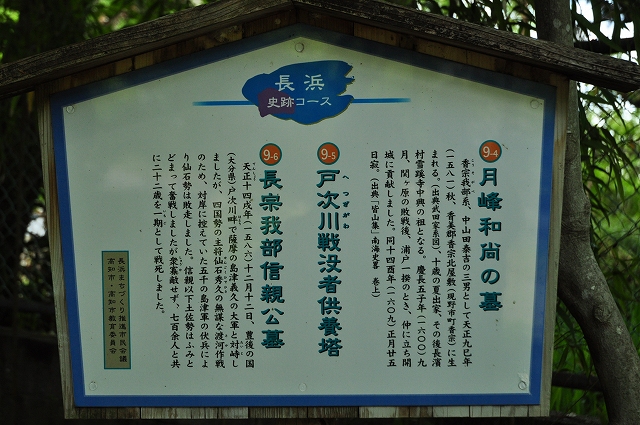 長浜
史跡コース
9-4 月峰和尚の墓
香宗我部系、中山田泰吉の三男として天正九巳年
(一五八一)秋、香美郡香宗北屋敷(現野市町香宗)に生
まれる。(出典武田家系図)十歳の夏出家、その後長濱
村雪蹊寺中興の祖となる。慶長五子年(一六〇〇)九
月、関ヶ原の敗戦後、浦戸一揆のとき、仲に立ち開
城に貢献しました。同十四酉年(一六〇九)正月廿五
日寂。(出典「皆山集」南海史畧 巻上)
9-5 戸次川戦没者供養塔
へつぎがわ
9-6 長宗我部信親公墓
天正十四戌年(一五八六)十二月十二日、豊後の国
(大分県)戸次川畔で薩摩の島津義久の大軍と対峙し
ましたが、四国勢の主将仙石秀久の無謀な渡河作戦
のため、対岸に控えていた五千の島津軍の伏兵によ
り仙石勢は敗走しました。信親以下土佐勢はふみと
どまって奮戦しましたが衆寡敵せず、七百余人と共
に二十二歳を一期として戦死しました。
長浜まちづくり推進市民会議
高知市・高知市教育委員会